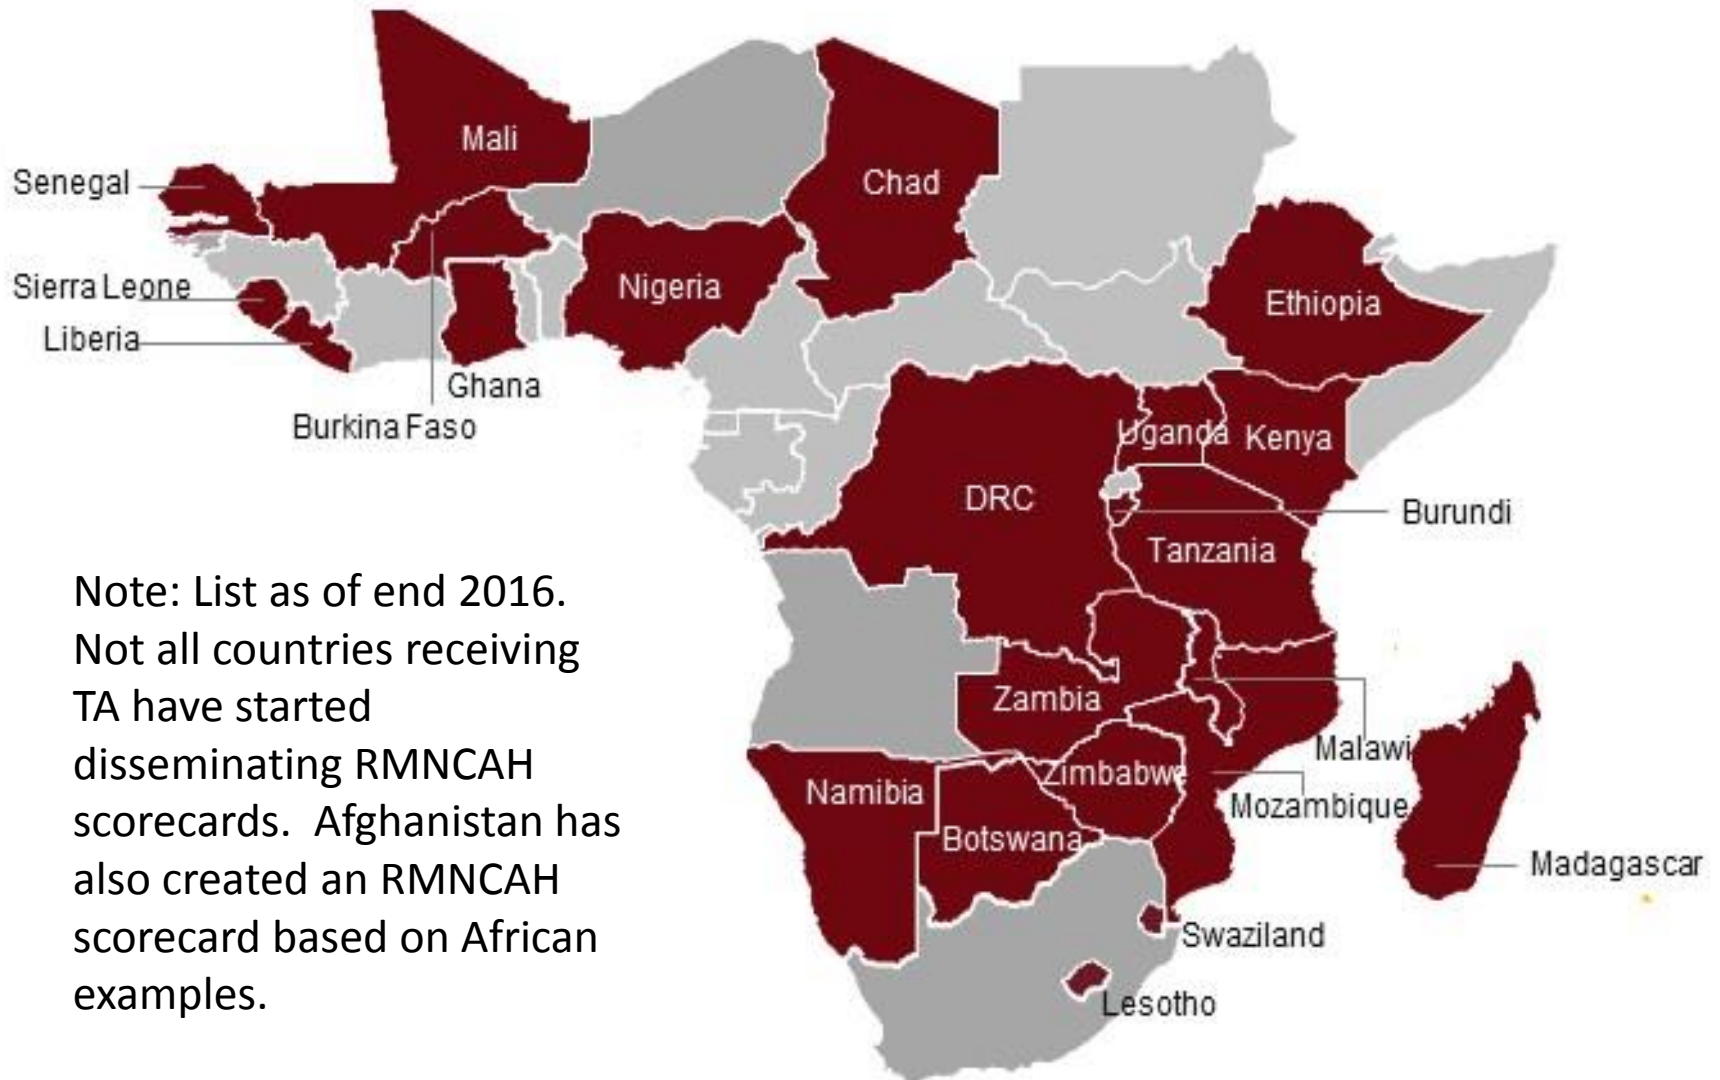 Mali
Senegal
Chad
Sierra Leone
Nigeria
Ethiopia
Liberia
Ghana
Burkina Faso
Uganda
Kenya
DRC
Burundi
Tanzania
Note: List as of end 2016.
Not all countries receiving
TA have started
disseminating RMNCAH
scorecards.  Afghanistan has
also created an RMNCAH
scorecard based on African
examples.
Zambia
Malawi
Zimbabwe
Namibia
Mozambique
Botswana
Madagascar
Swaziland
Lesotho